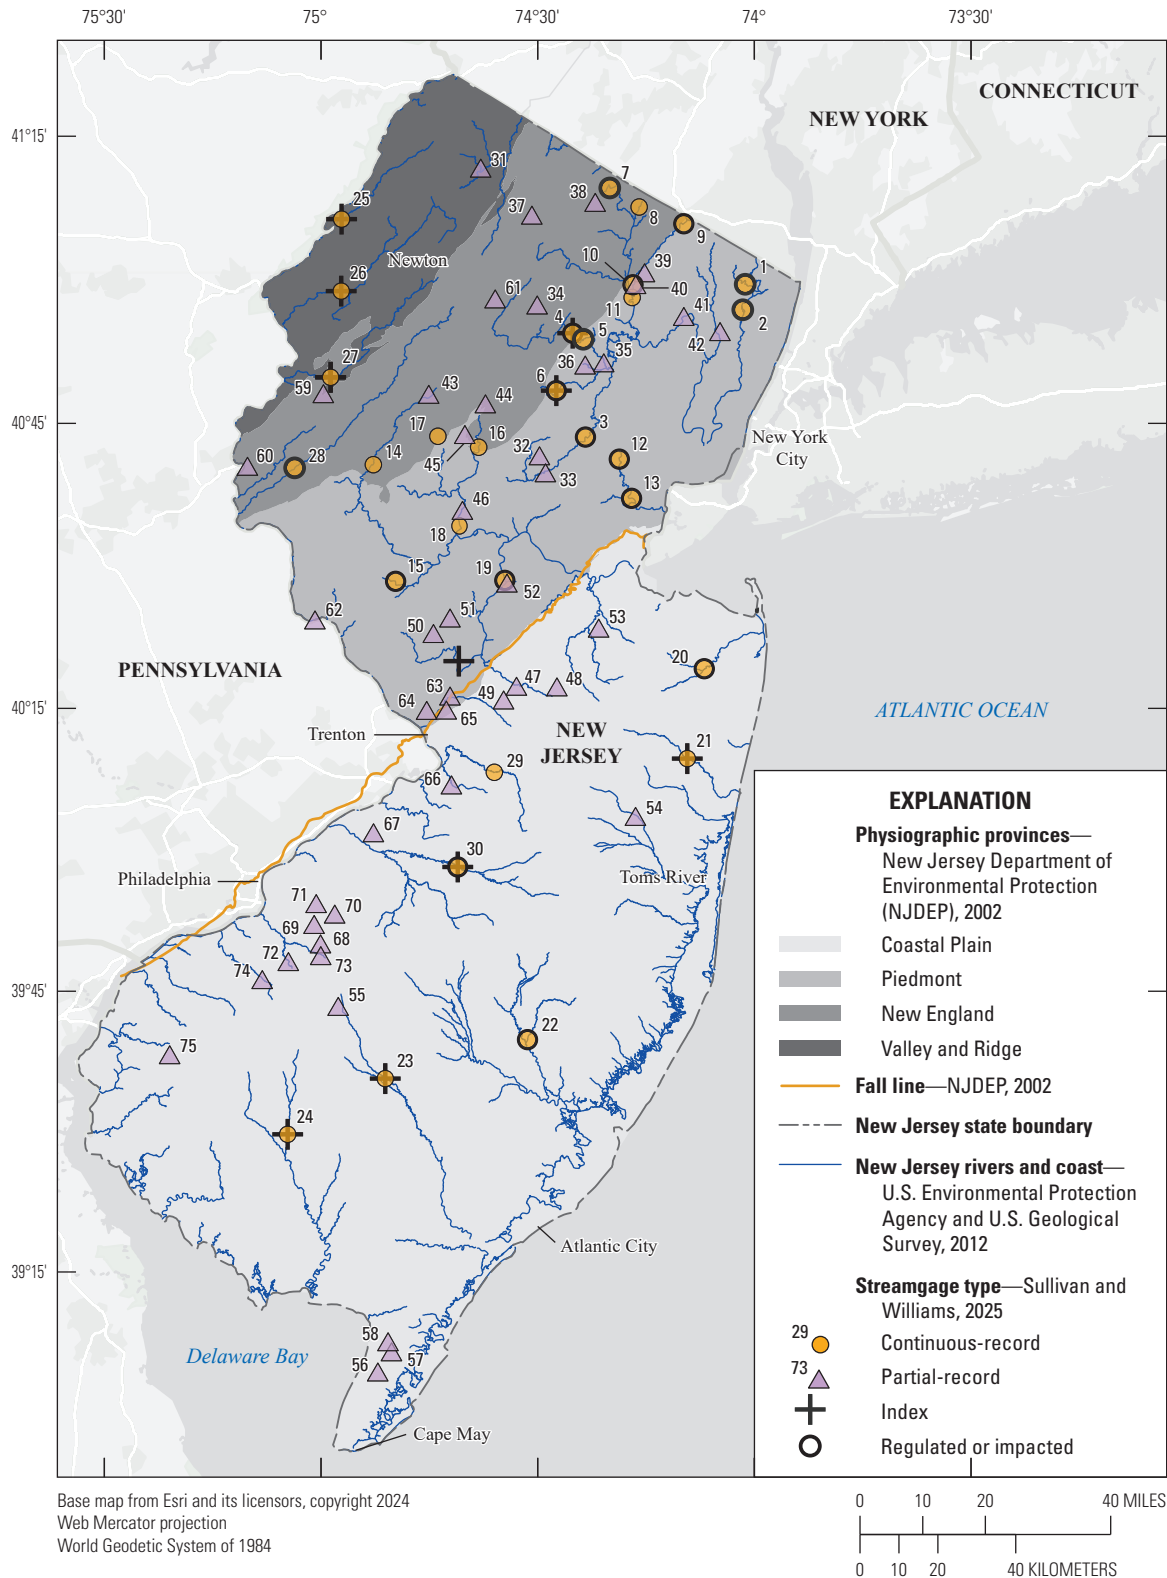 75°30'
75°
74°30'
74°
73°30'
CONNECTICUT
NEW YORK
41°15'
31
7
38
8
25
37
9
Newton
10
39
1
26
61
34
40
41
4
11
5
2
42
27
36
35
59
43
6
44
40°45'
17
16
3
New York
City
45
32
12
60
28
14
33
13
46
18
15
19
52
62
51
53
50
PENNSYLVANIA
20
63
47
48
49
64
65
40°15'
NEW
JERSEY
ATLANTIC OCEAN
Trenton
21
29
66
54
67
30
Toms River
Philadelphia
71
70
69
68
72
73
74
39°45'
55
22
75
23
24
Atlantic City
39°15'
58
Delaware Bay
56
57
Cape May
EXPLANATION
Physiographic provinces—
New Jersey Department of
Environmental Protection
(NJDEP), 2002
Coastal Plain
Piedmont
New England
Valley and Ridge
Fall line—NJDEP, 2002
New Jersey state boundary
New Jersey rivers and coast—
U.S. Environmental Protection
Agency and U.S. Geological
Survey, 2012
Streamgage type—Sullivan and
Williams, 2025
29
Continuous-record
73
Partial-record
Index
Regulated or impacted
Base map from Esri and its licensors, copyright 2024
Web Mercator projection
World Geodetic System of 1984
0 10 20 40 MILES
0 10 20 40 KILOMETERS